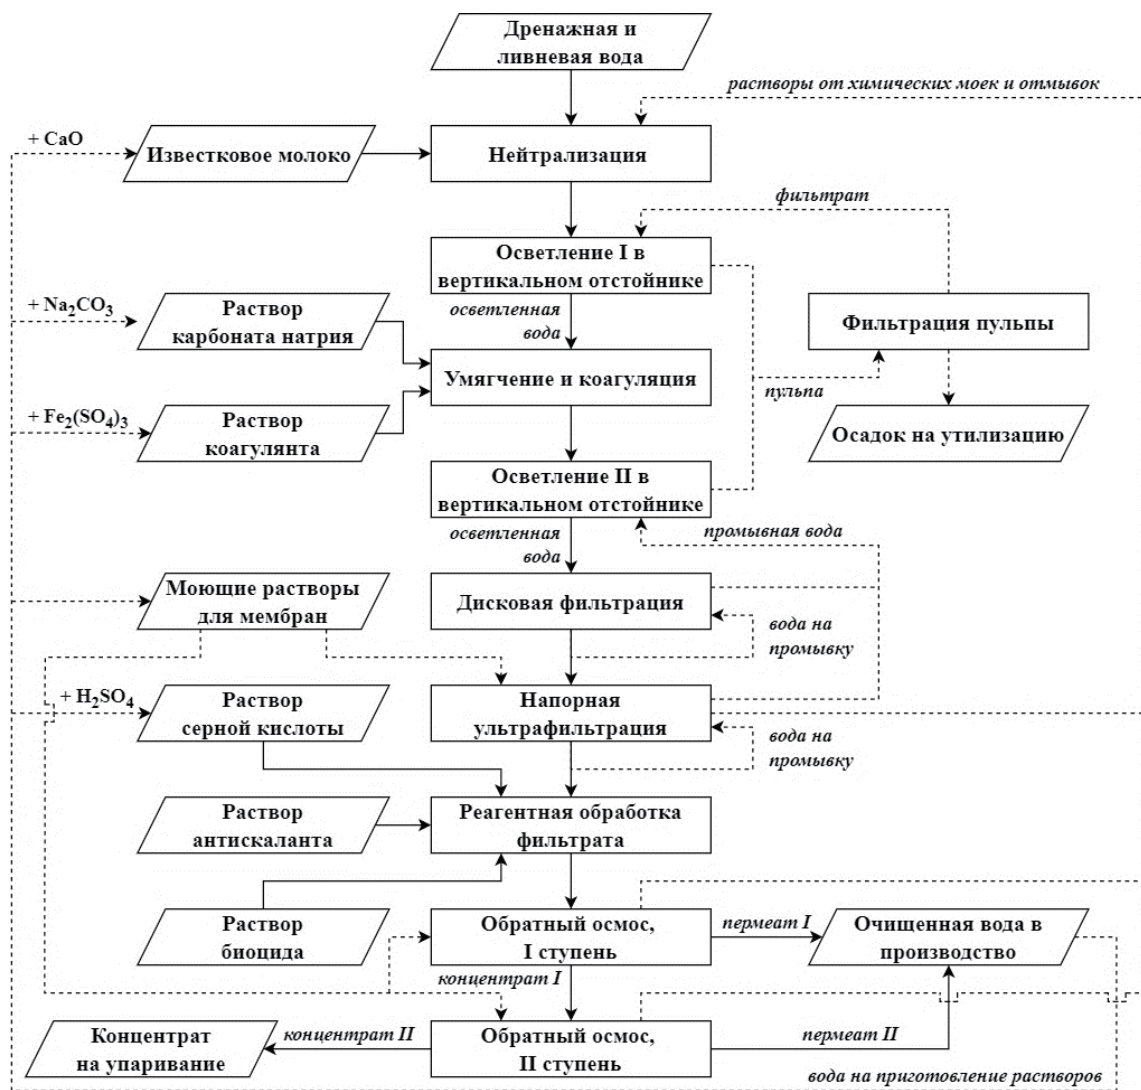 Дренажная и
ливневая вода
растворы от химических моек и отмывок
+ CaO
Известковое молоко
Нейтрализация
фильтрат
Осветление I в
вертикальном отстойнике
+ Na₂CO₃
Раствор
карбоната натрия
осветленная
вода
Фильтрация пульпы
Умягчение и коагуляция
пульпа
+ Fe₂(SO₄)₃
Раствор
коагулянта
Осадок на утилизацию
Осветление II в
вертикальном отстойнике
осветленная
вода
промывная вода
Моющие растворы
для мембран
Дисковая фильтрация
вода на
промывку
+ H₂SO₄
Раствор
серной кислоты
Напорная
ультрафильтрация
вода на
промывку
Раствор
антискаланта
Реагентная обработка
фильтрата
Раствор
биоцида
Обратный осмос,
I ступень
пермеат I
Очищенная вода в
производство
концентрат I
Концентрат
на упаривание
концентрат II
Обратный осмос,
II ступень
пермеат II
вода на приготовление растворов